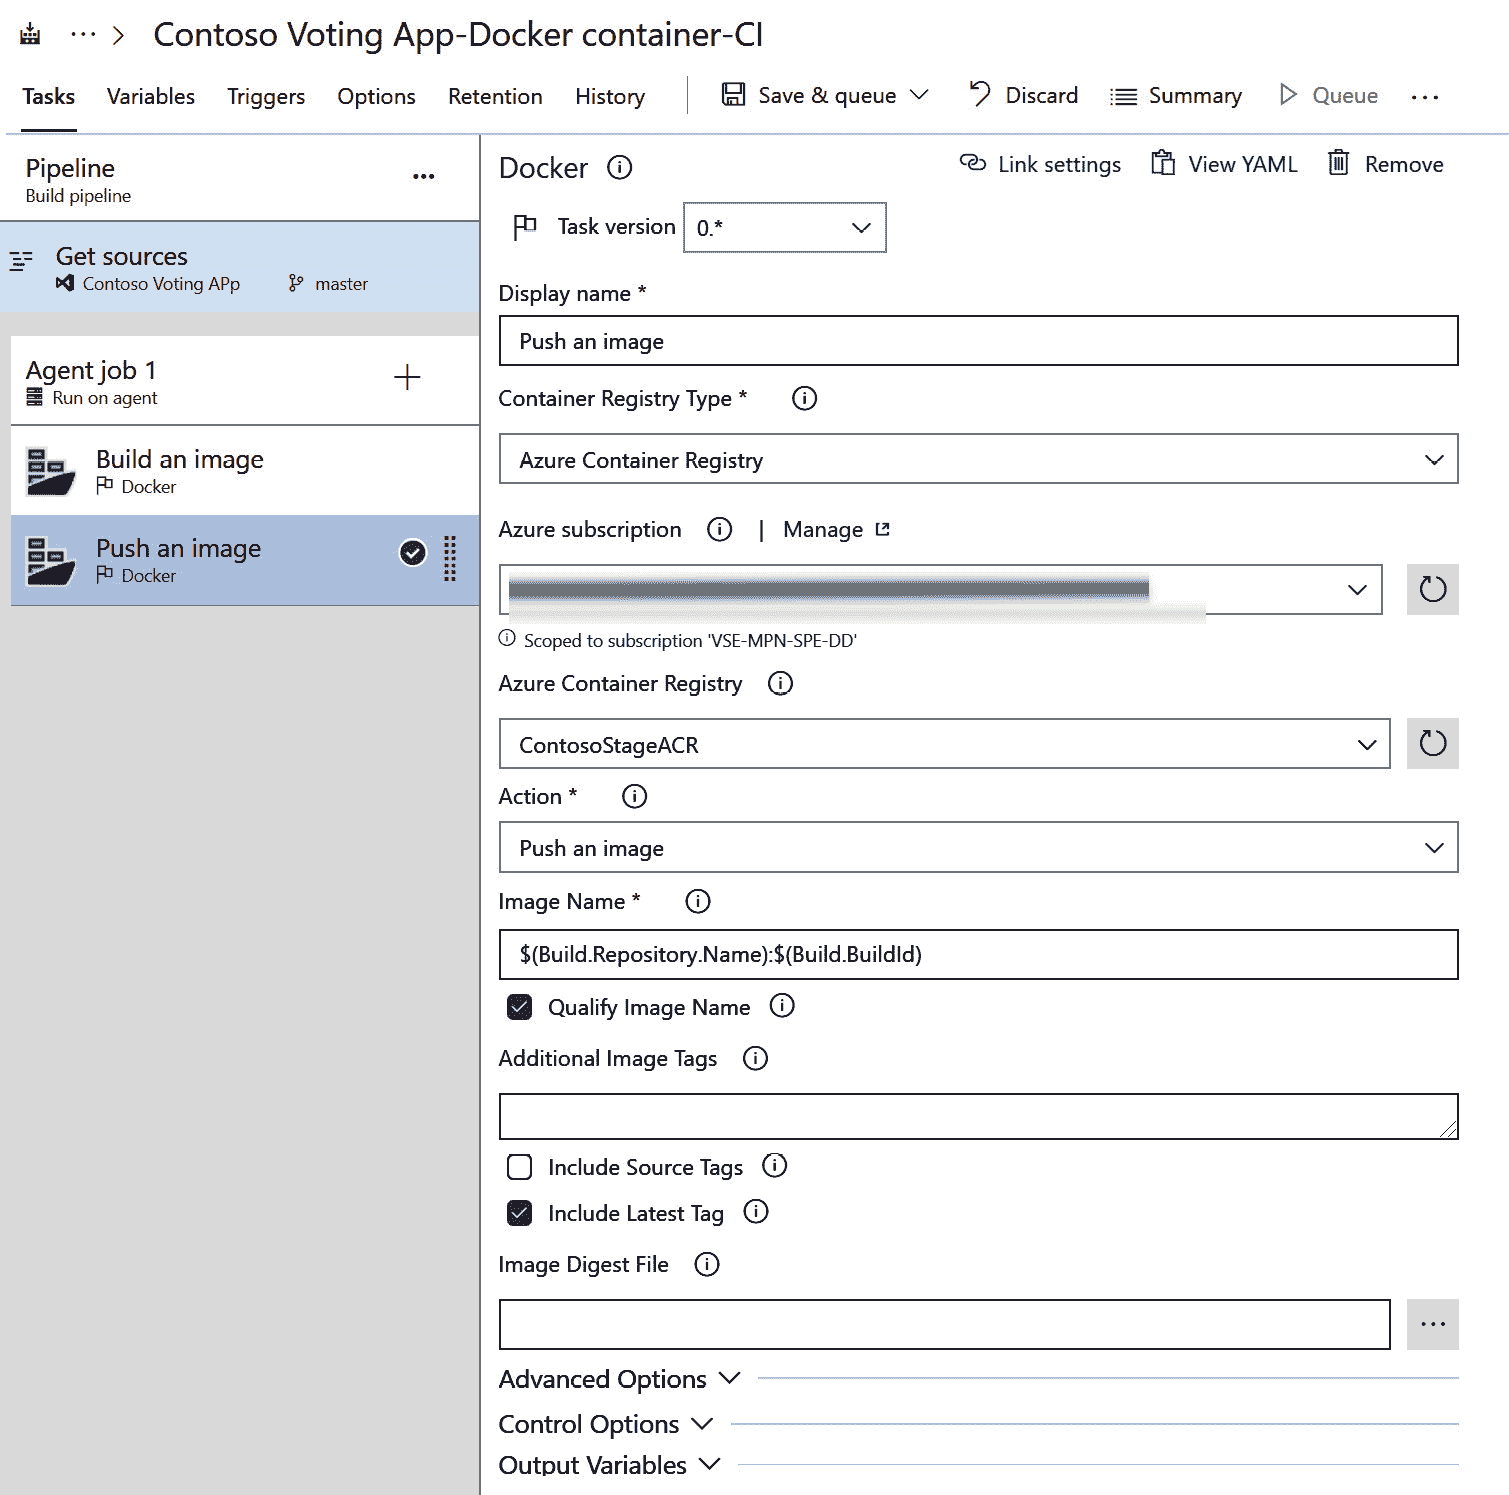 Contoso Voting App-Docker container-CI
Tasks Variables Triggers Options Retention History Save & queue Discard Summary Queue
Pipeline
Build pipeline
Get sources
Contoso Voting APp master
Agent job 1
Run on agent
Build an image
Docker
Push an image
Docker
Docker Link settings View YAML Remove
Task version 0.*
Display name *
Push an image
Container Registry Type *
Azure Container Registry
Azure subscription | Manage
Scoped to subscription 'VSE-MPN-SPE-DD'
Azure Container Registry
ContosoStageACR
Action *
Push an image
Image Name *
$(Build.Repository.Name):$(Build.BuildId)
Qualify Image Name
Additional Image Tags
Include Source Tags
Include Latest Tag
Image Digest File
Advanced Options
Control Options
Output Variables